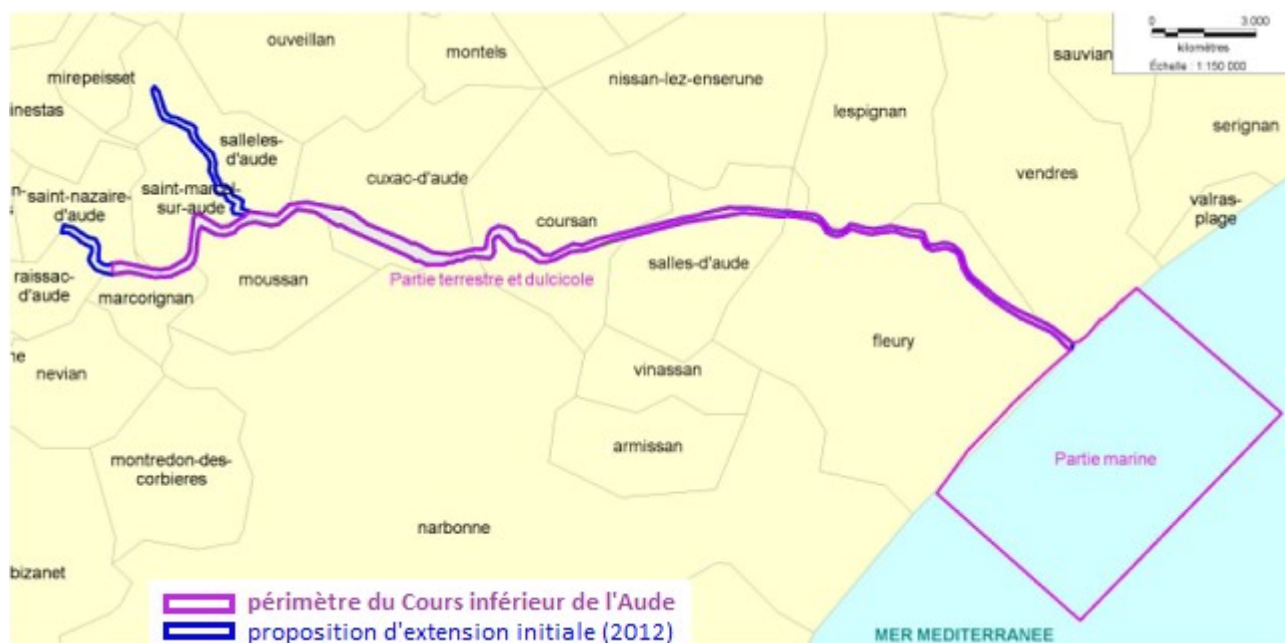 0 3.000
kilomètres
Échelle : 1:150 000
ouveillan
montels
sauvian
mirepeisset
nissan-lez-enserune
inestas
lespignan
serignan
salleles-
d'aude
cuxac-d'aude
vendres
saint-nazaire-
d'aude
saint-marcel-
sur-aude
valras-
plage
coursan
salles-d'aude
raissac-
d'aude
moussan
Partie terrestre et dulcicole
marcorignan
fleury
nevian
vinassan
armissan
Partie marine
montredon-des-
corbieres
narbonne
bizanet
périmètre du Cours inférieur de l'Aude
proposition d'extension initiale (2012)
MER MEDITERRANEE